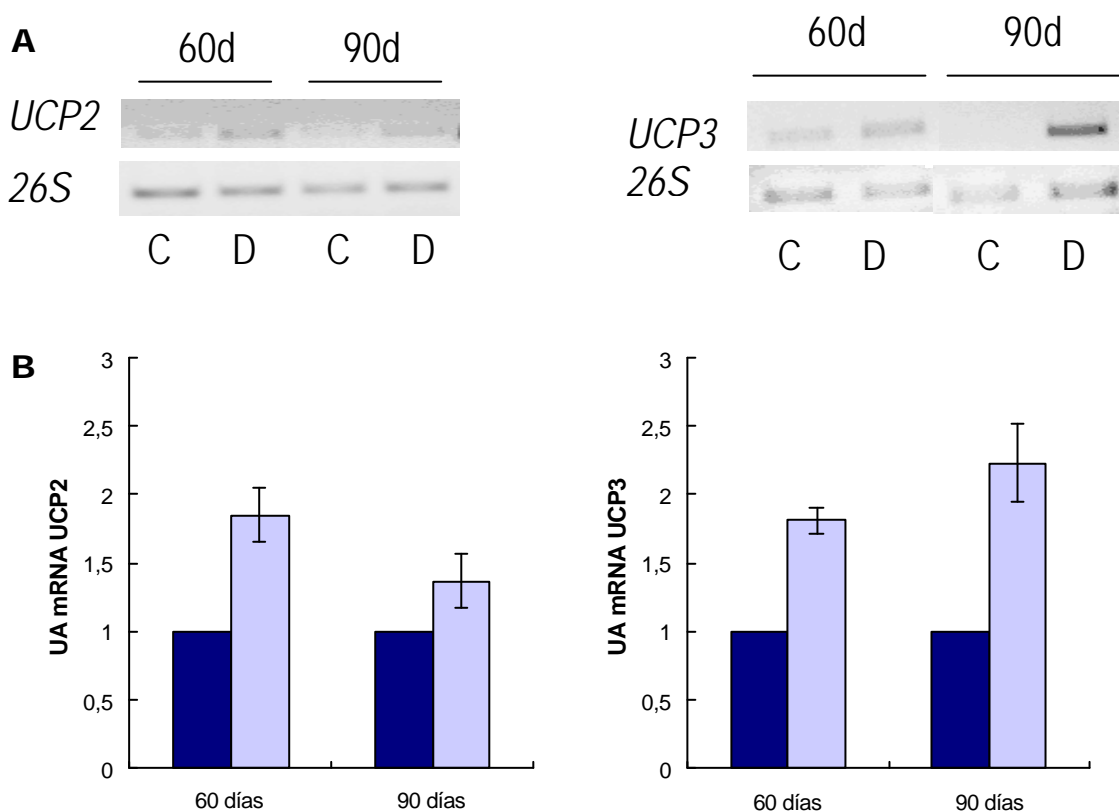 A
60d 90d
UCP2
26S
C D C D
60d 90d
UCP3
26S
C D C D
B
3
2,5
2
1,5
1
0,5
0
UA mRNA UCP2
60 días 90 días
3
2,5
2
1,5
1
0,5
0
UA mRNA UCP3
60 días 90 días